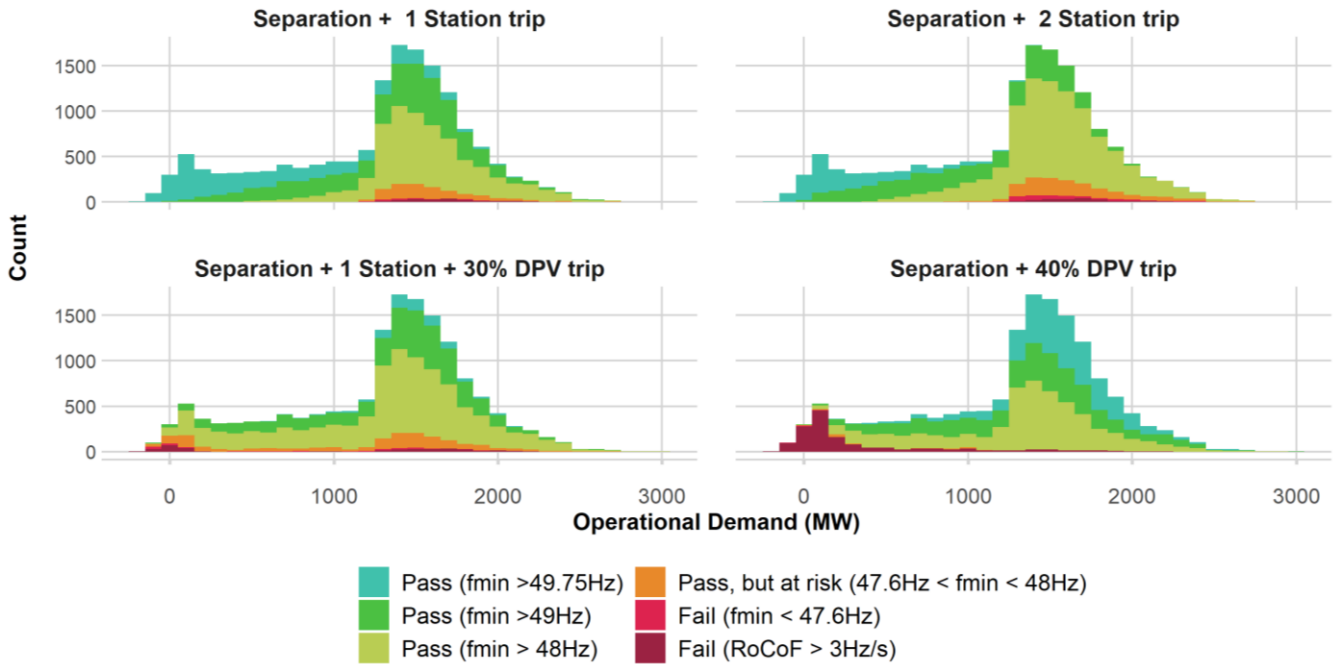 Separation + 1 Station trip
Separation + 2 Station trip
1500
1000
500
0
Separation + 1 Station + 30% DPV trip
Separation + 40% DPV trip
1500
1000
500
0
Count
0 1000 2000 3000 0 1000 2000 3000
Operational Demand (MW)
Pass (fmin >49.75Hz)
Pass (fmin >49Hz)
Pass (fmin > 48Hz)
Pass, but at risk (47.6Hz < fmin < 48Hz)
Fail (fmin < 47.6Hz)
Fail (RoCoF > 3Hz/s)